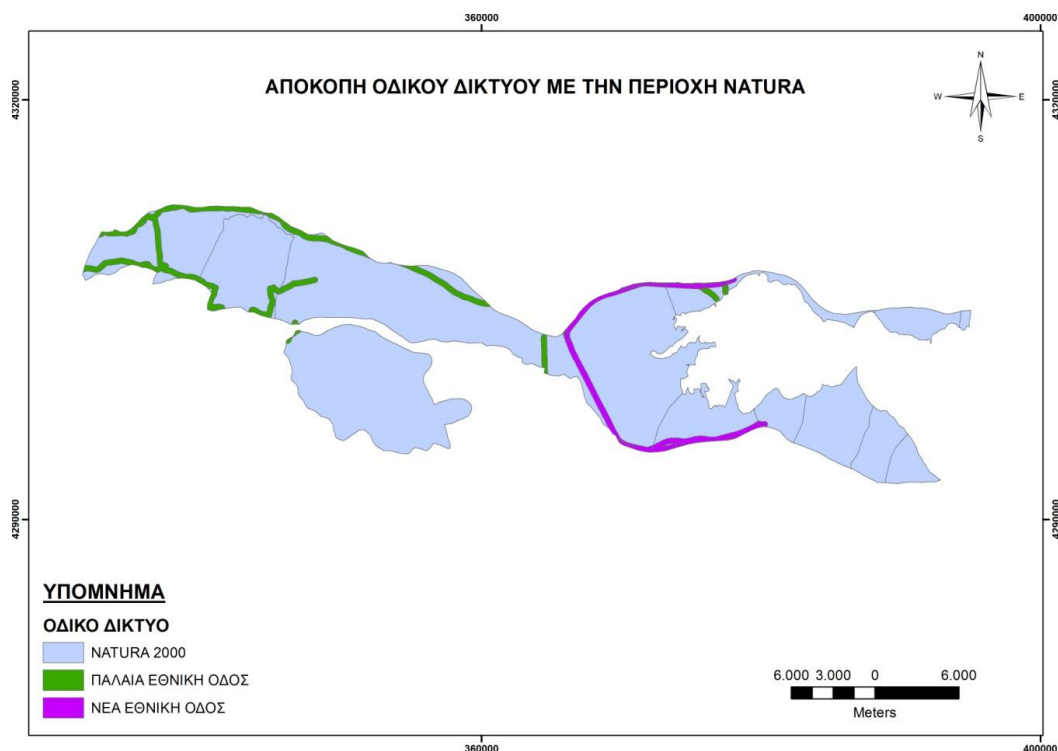 360000
400000
ΑΠΟΚΟΠΗ ΟΔΙΚΟΥ ΔΙΚΤΥΟΥ ΜΕ ΤΗΝ ΠΕΡΙΟΧΗ NATURA
N
W
E
S
4320000
4320000
4290000
4290000
ΥΠΟΜΝΗΜΑ
ΟΔΙΚΟ ΔΙΚΤΥΟ
NATURA 2000
ΠΑΛΑΙΑ ΕΘΝΙΚΗ ΟΔΟΣ
ΝΕΑ ΕΘΝΙΚΗ ΟΔΟΣ
6.000 3.000 0 6.000
Meters
360000
400000